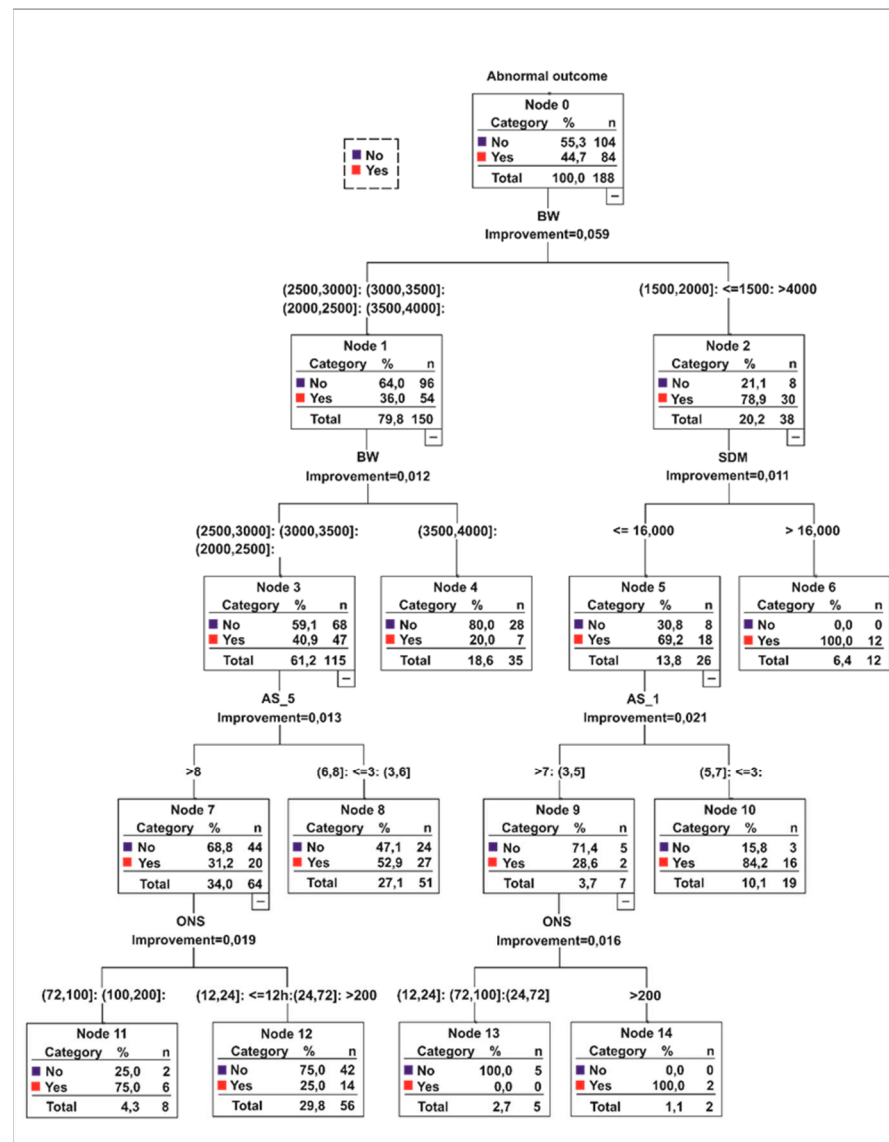 Abnormal outcome
Node 0
Category % n
No 55,3 104
Yes 44,7 84
Total 100,0 188
No
Yes
BW
Improvement=0,059
(2500,3000]: (3000,3500]:
(2000,2500]: (3500,4000]:
(1500,2000]: <=1500: >4000
Node 1
Category % n
No 64,0 96
Yes 36,0 54
Total 79,8 150
Node 2
Category % n
No 21,1 8
Yes 78,9 30
Total 20,2 38
BW
Improvement=0,012
SDM
Improvement=0,011
(2500,3000]: (3000,3500]:
(2000,2500]:
(3500,4000]:
<= 16,000
> 16,000
Node 3
Category % n
No 59,1 68
Yes 40,9 47
Total 61,2 115
Node 4
Category % n
No 80,0 28
Yes 20,0 7
Total 18,6 35
Node 5
Category % n
No 30,8 8
Yes 69,2 18
Total 13,8 26
Node 6
Category % n
No 0,0 0
Yes 100,0 12
Total 6,4 12
AS_5
Improvement=0,013
AS_1
Improvement=0,021
>8
(6,8]: <=3: (3,6]
>7: (3,5]
(5,7]: <=3:
Node 7
Category % n
No 68,8 44
Yes 31,2 20
Total 34,0 64
Node 8
Category % n
No 47,1 24
Yes 52,9 27
Total 27,1 51
Node 9
Category % n
No 71,4 5
Yes 28,6 2
Total 3,7 7
Node 10
Category % n
No 15,8 3
Yes 84,2 16
Total 10,1 19
ONS
Improvement=0,019
ONS
Improvement=0,016
(72,100]: (100,200]:
(12,24]: <=12h:(24,72]: >200
(12,24]: (72,100]:(24,72]
>200
Node 11
Category % n
No 25,0 2
Yes 75,0 6
Total 4,3 8
Node 12
Category % n
No 75,0 42
Yes 25,0 14
Total 29,8 56
Node 13
Category % n
No 100,0 5
Yes 0,0 0
Total 2,7 5
Node 14
Category % n
No 0,0 0
Yes 100,0 2
Total 1,1 2